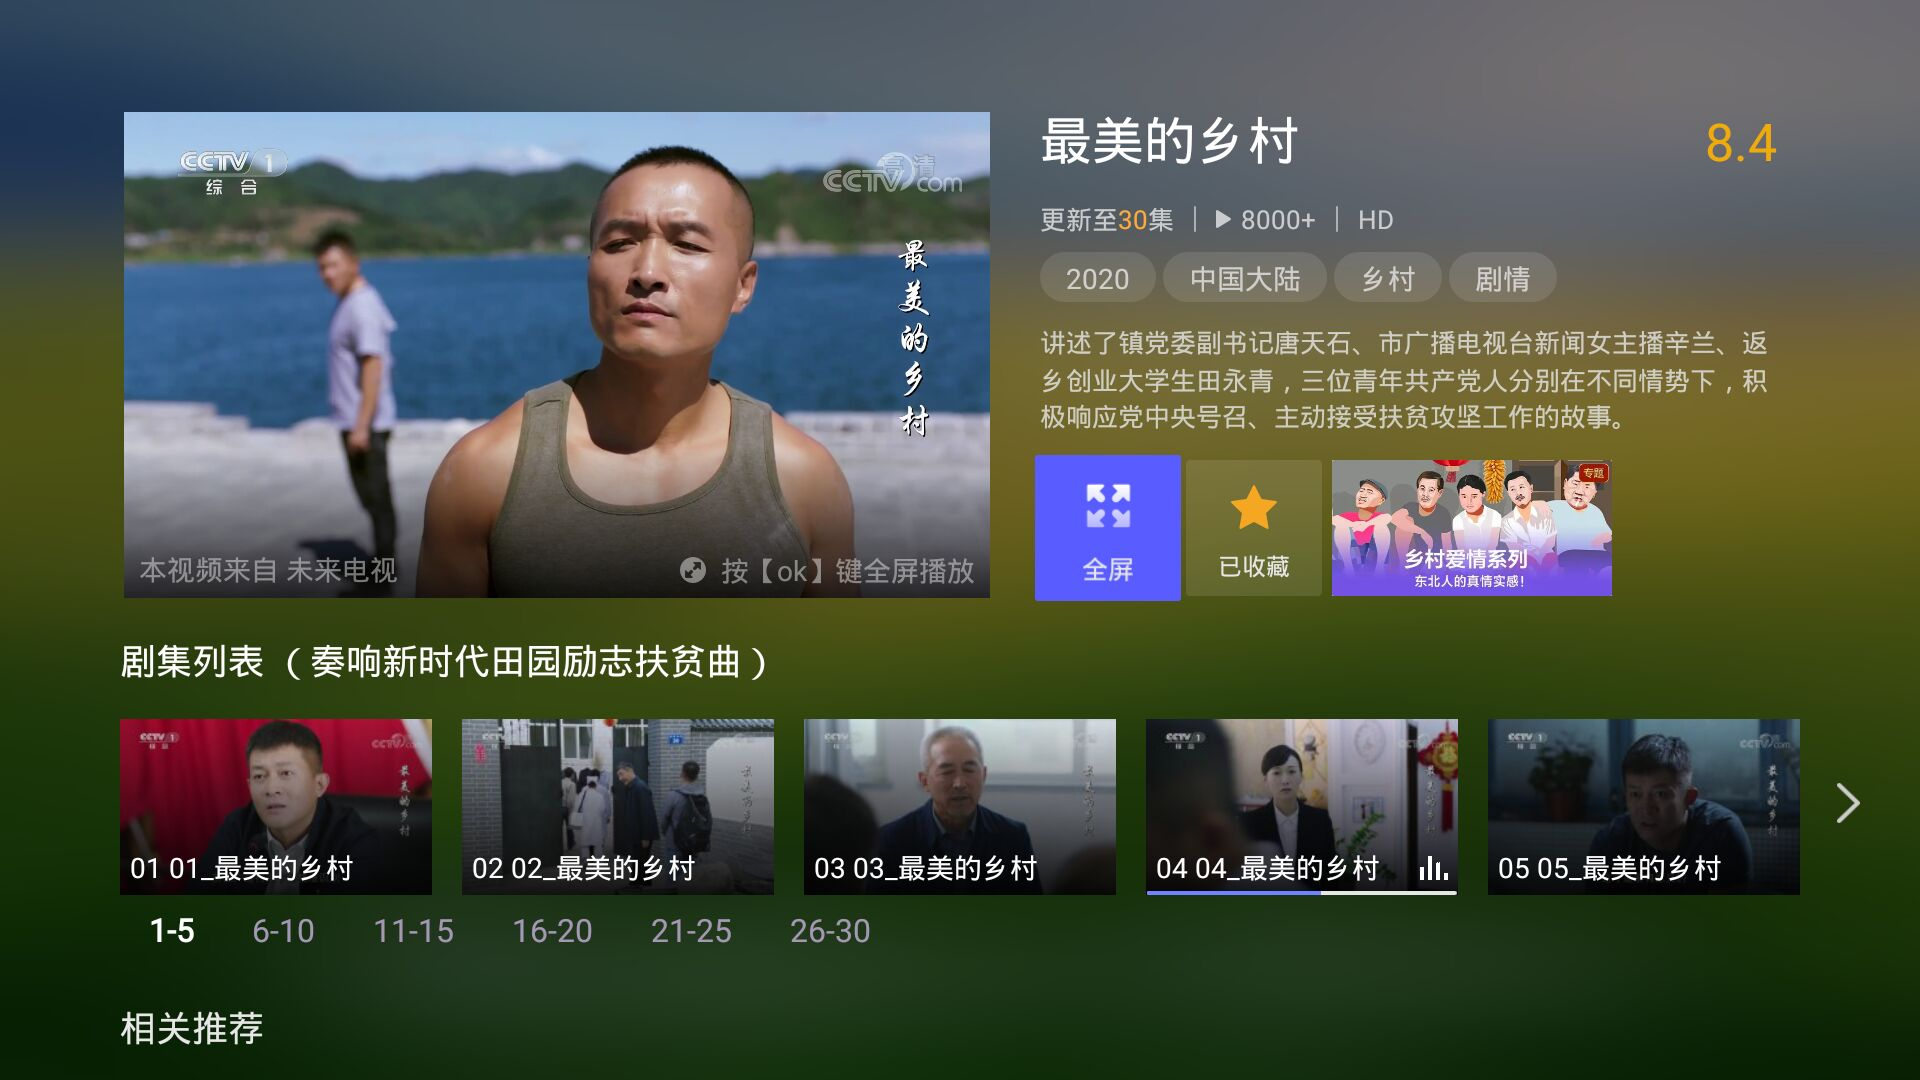 CCTV 1
综合
高清
CCTV com
最美的乡村
本视频来自 未来电视
按【ok】键全屏播放
最美的乡村
8.4
更新至30集
8000+
HD
2020
中国大陆
乡村
剧情
讲述了镇党委副书记唐天石、市广播电视台新闻女主播辛兰、返
乡创业大学生田永青，三位青年共产党人分别在不同情势下，积
极响应党中央号召、主动接受扶贫攻坚工作的故事。
全屏
已收藏
专题
乡村爱情系列
东北人的真情实感！
剧集列表 （奏响新时代田园励志扶贫曲）
01 01_最美的乡村
02 02_最美的乡村
03 03_最美的乡村
04 04_最美的乡村
05 05_最美的乡村
1-5
6-10
11-15
16-20
21-25
26-30
相关推荐